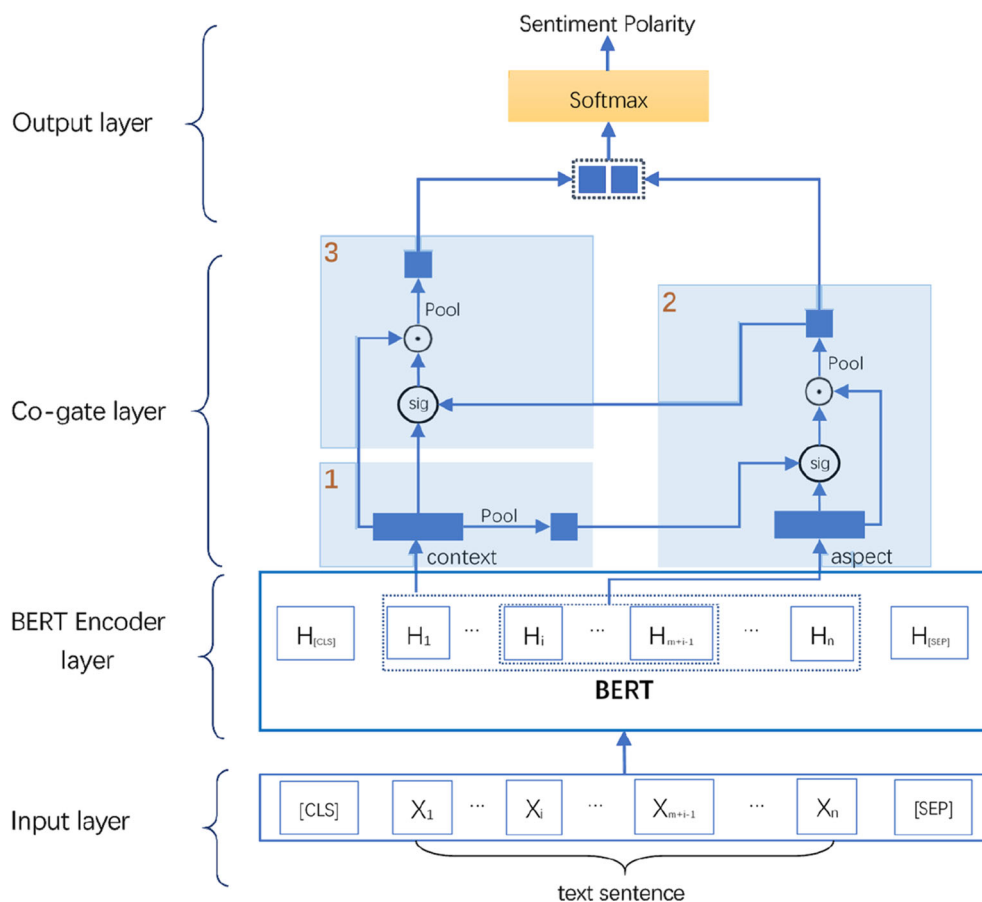 Sentiment Polarity
Softmax
Output layer
3
Pool
2
Pool
sig
Co-gate layer
sig
1
Pool
context
aspect
BERT Encoder
layer
H[CLS] H1 ... Hi ... Hm+i-1 ... Hn H[SEP]
BERT
Input layer
[CLS] X1 ... Xi ... Xm+i-1 ... Xn [SEP]
text sentence